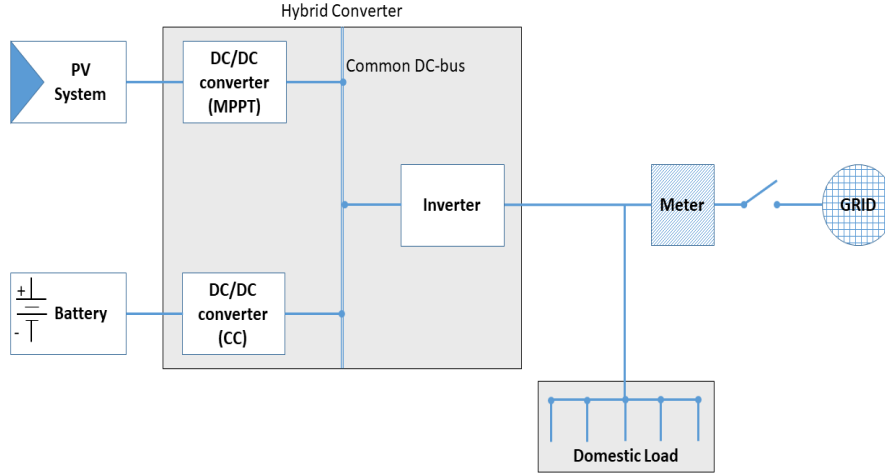 Hybrid Converter
PV
System
DC/DC
converter
(MPPT)
Common DC-bus
Inverter
Meter
GRID
+
-
Battery
DC/DC
converter
(CC)
Domestic Load